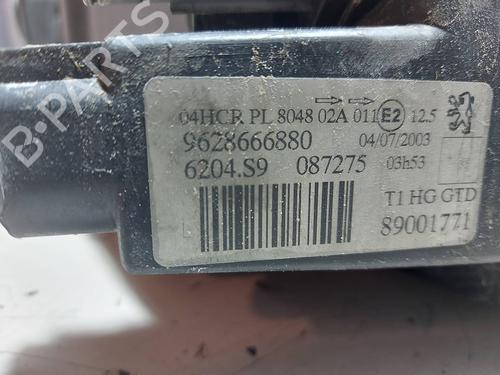 04HCR PL 8048 02A 011 E2 12.5
9628666880 04/07/2003
6204.S9 087275 03h53
T1 HG GTD
89001771
B-PARTS